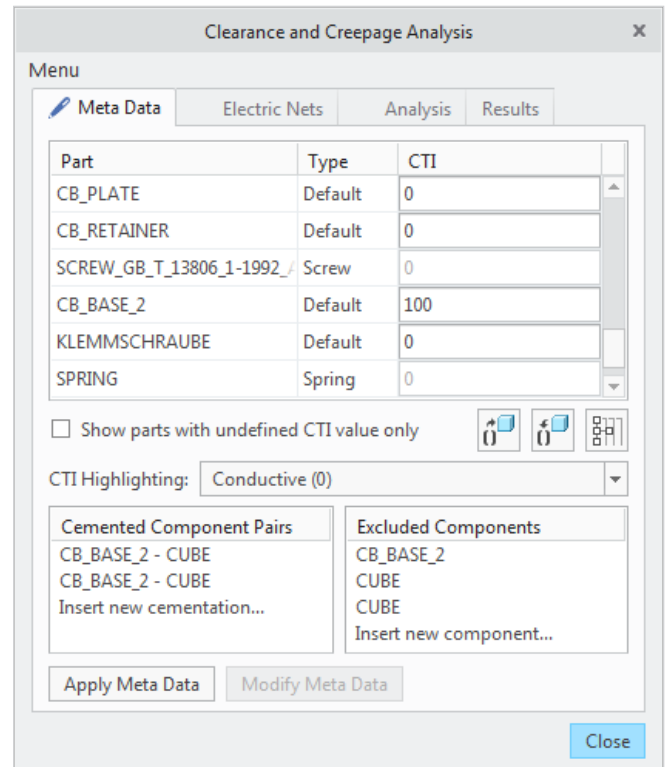 Clearance and Creepage Analysis
Menu
Meta Data Electric Nets Analysis Results
Part Type CTI
CB_PLATE Default 0
CB_RETAINER Default 0
SCREW_GB_T_13806_1-1992_ Screw 0
CB_BASE_2 Default 100
KLEMMSCHRAUBE Default 0
SPRING Spring 0
Show parts with undefined CTI value only
CTI Highlighting: Conductive (0)
Cemented Component Pairs Excluded Components
CB_BASE_2 - CUBE CB_BASE_2
CB_BASE_2 - CUBE CUBE
Insert new cementation... CUBE
Insert new component...
Apply Meta Data Modify Meta Data
Close